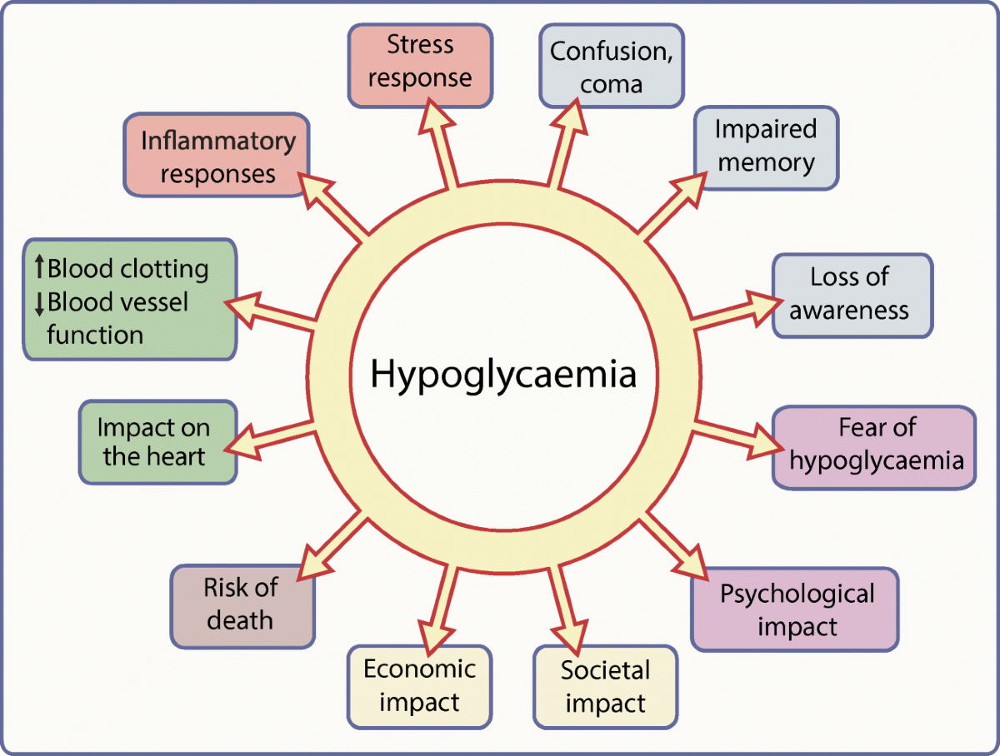 Stress
response
Confusion,
coma
Impaired
memory
Loss of
awareness
Fear of
hypoglycaemia
Psychological
impact
Societal
impact
Economic
impact
Risk of
death
Impact on
the heart
↑Blood clotting
↓Blood vessel
function
Inflammatory
responses
Hypoglycaemia